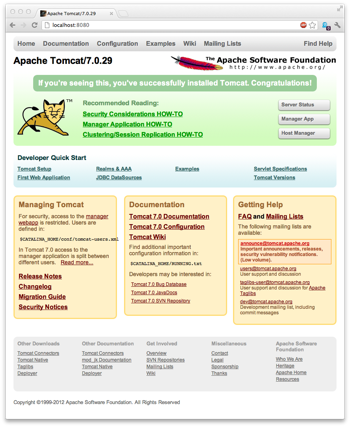 Apache Tomcat/7.0.29
localhost:8080
Home Documentation Configuration Examples Wiki Mailing Lists Find Help
Apache Tomcat/7.0.29
The Apache Software Foundation
http://www.apache.org/
If you're seeing this, you've successfully installed Tomcat. Congratulations!
TM
Recommended Reading:
Security Considerations HOW-TO
Manager Application HOW-TO
Clustering/Session Replication HOW-TO
Server Status
Manager App
Host Manager
Developer Quick Start
Tomcat Setup
First Web Application
Realms & AAA
JDBC DataSources
Examples
Servlet Specifications
Tomcat Versions
Managing Tomcat
For security, access to the manager
webapp is restricted. Users are
defined in:
$CATALINA_HOME/conf/tomcat-users.xml
In Tomcat 7.0 access to the
manager application is split between
different users. Read more...
Release Notes
Changelog
Migration Guide
Security Notices
Documentation
Tomcat 7.0 Documentation
Tomcat 7.0 Configuration
Tomcat Wiki
Find additional important
configuration information in:
$CATALINA_HOME/RUNNING.txt
Developers may be interested in:
Tomcat 7.0 Bug Database
Tomcat 7.0 JavaDocs
Tomcat 7.0 SVN Repository
Getting Help
FAQ and Mailing Lists
The following mailing lists are
available:
announce@tomcat.apache.org
Important announcements, releases,
security vulnerability notifications.
(Low volume).
users@tomcat.apache.org
User support and discussion
taglibs-user@tomcat.apache.org
User support and discussion for Apache
Taglibs
dev@tomcat.apache.org
Development mailing list, including
commit messages
Other Downloads
Tomcat Connectors
Tomcat Native
Taglibs
Deployer
Other Documentation
Tomcat Connectors
mod_jk Documentation
Tomcat Native
Deployer
Get Involved
Overview
SVN Repositories
Mailing Lists
Wiki
Miscellaneous
Contact
Legal
Sponsorship
Thanks
Apache Software
Foundation
Who We Are
Heritage
Apache Home
Resources
Copyright ©1999-2012 Apache Software Foundation. All Rights Reserved